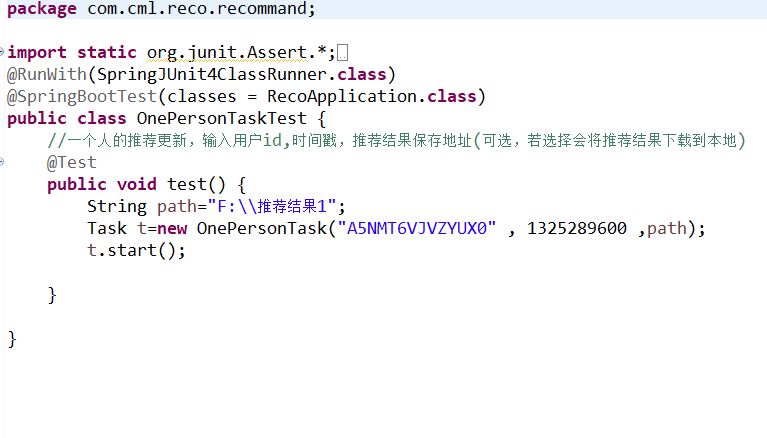 package com.cml.reco.recommand;
import static org.junit.Assert.*;
@RunWith(SpringJUnit4ClassRunner.class)
@SpringBootTest(classes = RecoApplication.class)
public class OnePersonTaskTest {
//一个人的推荐更新，输入用户id,时间戳，推荐结果保存地址(可选，若选择会将推荐结果下载到本地)
@Test
public void test() {
String path="F:\\推荐结果1";
Task t=new OnePersonTask("A5NMT6VJVZYUX0" , 1325289600 ,path);
t.start();
}
}